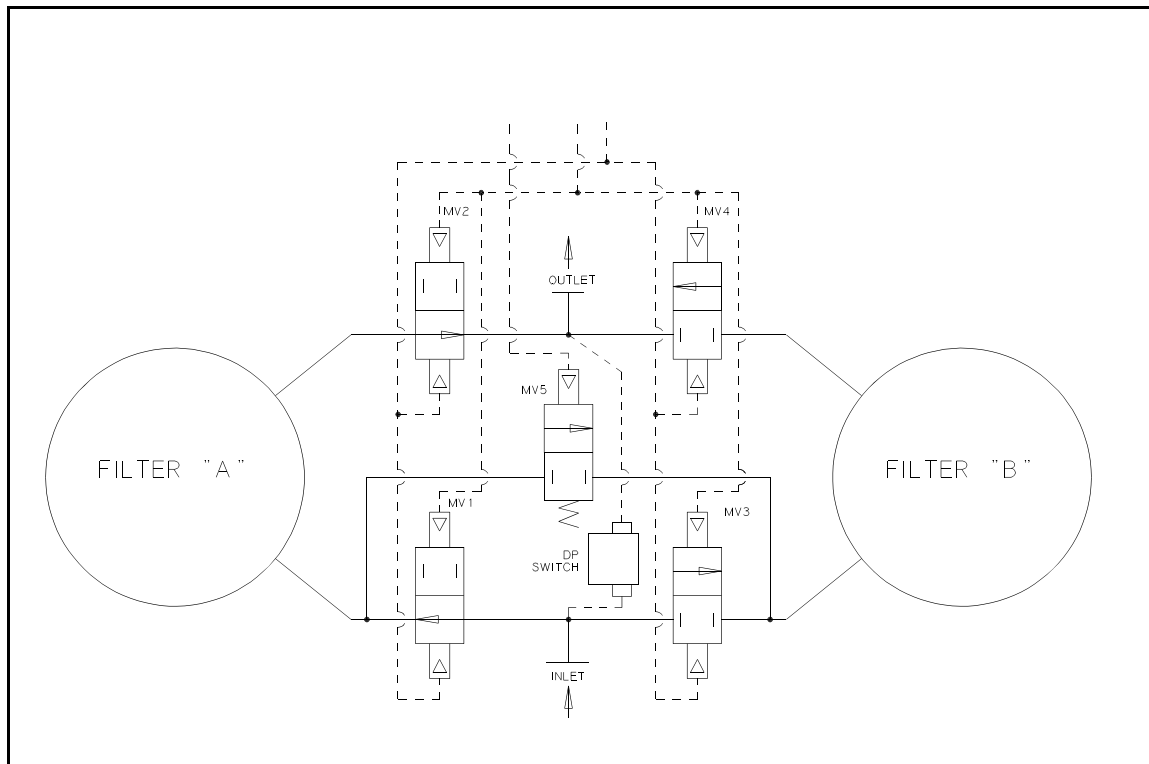 MV2
MV4
OUTLET
MV5
FILTER "A"
FILTER "B"
MV1
MV3
DP
SWITCH
INLET